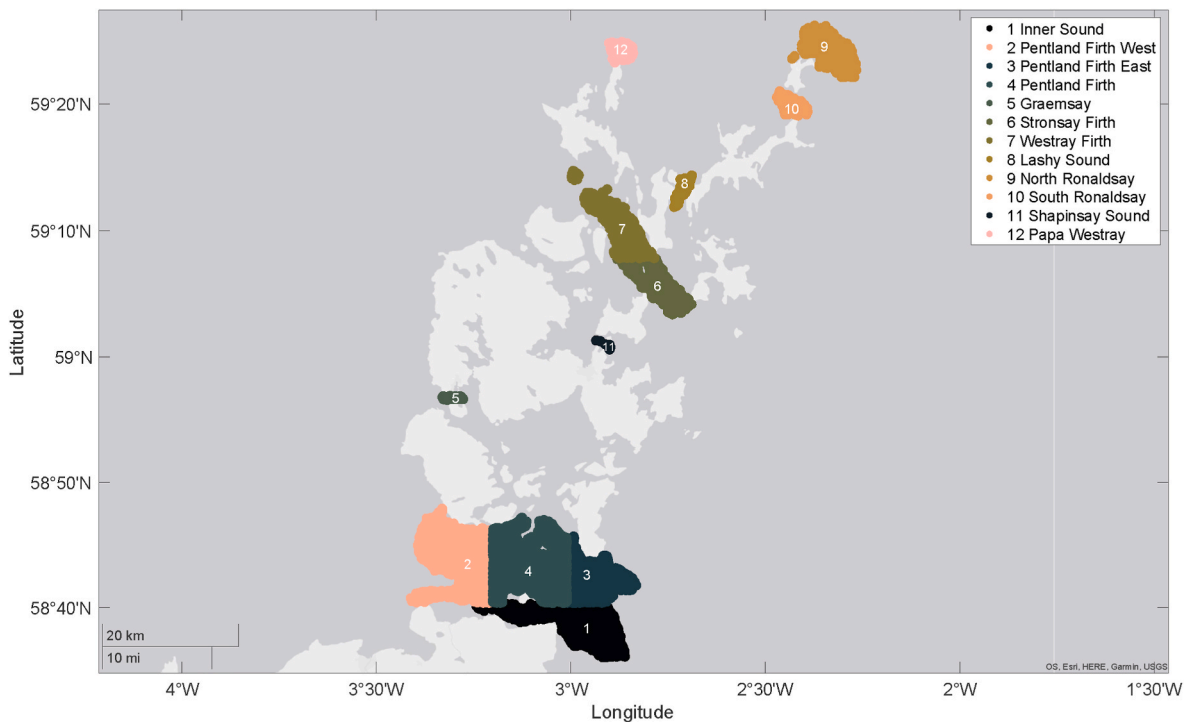 12
9
10
8
7
6
11
5
2
4
3
1
1 Inner Sound
2 Pentland Firth West
3 Pentland Firth East
4 Pentland Firth
5 Graemsay
6 Stronsay Firth
7 Westray Firth
8 Lashy Sound
9 North Ronaldsay
10 South Ronaldsay
11 Shapinsay Sound
12 Papa Westray
59°20'N
59°10'N
59°N
58°50'N
58°40'N
Latitude
20 km
10 mi
OS, Esri, HERE, Garmin, USGS
4°W
3°30'W
3°W
2°30'W
2°W
1°30'W
Longitude